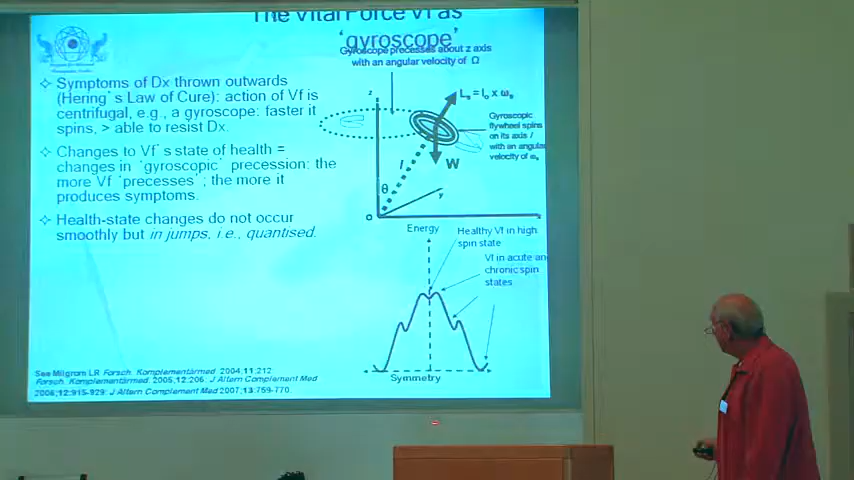 The Vital Force Vf as
'gyroscope'
Gyroscope precesses about z axis
with an angular velocity of Ω
✧ Symptoms of Dx thrown outwards
(Hering's Law of Cure): action of Vf is
centrifugal, e.g., a gyroscope: faster it
spins, > able to resist Dx.
✧ Changes to Vf's state of health =
changes in 'gyroscopic' precession: the
more Vf 'precesses'; the more it
produces symptoms.
✧ Health-state changes do not occur
smoothly but in jumps, i.e., quantised.
z
Lₛ = Iₒ x ωₛ
Gyroscopic
flywheel spins
on its axis l
with an angular
velocity of ωₛ
W
l
θ
y
o
Energy
Healthy Vf in high
spin state
Vf in acute an
chronic spin
states
Symmetry
See Milgrom LR Forsch. Komplementärmed. 2004;11:212.
Forsch. Komplementärmed. 2005;12:206; J Altern Complement Med
2006;12:915-929; J Altern Complement Med 2007;13:759-770.